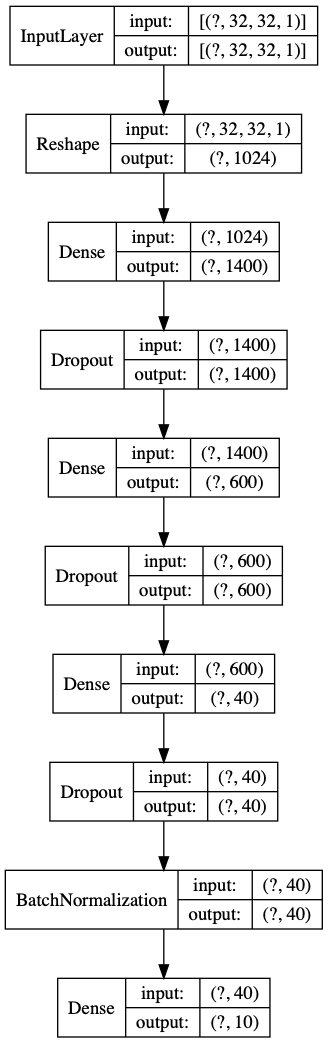 InputLayer
input: [(?, 32, 32, 1)]
output: [(?, 32, 32, 1)]
Reshape
input: (?, 32, 32, 1)
output: (?, 1024)
Dense
input: (?, 1024)
output: (?, 1400)
Dropout
input: (?, 1400)
output: (?, 1400)
Dense
input: (?, 1400)
output: (?, 600)
Dropout
input: (?, 600)
output: (?, 600)
Dense
input: (?, 600)
output: (?, 40)
Dropout
input: (?, 40)
output: (?, 40)
BatchNormalization
input: (?, 40)
output: (?, 40)
Dense
input: (?, 40)
output: (?, 10)